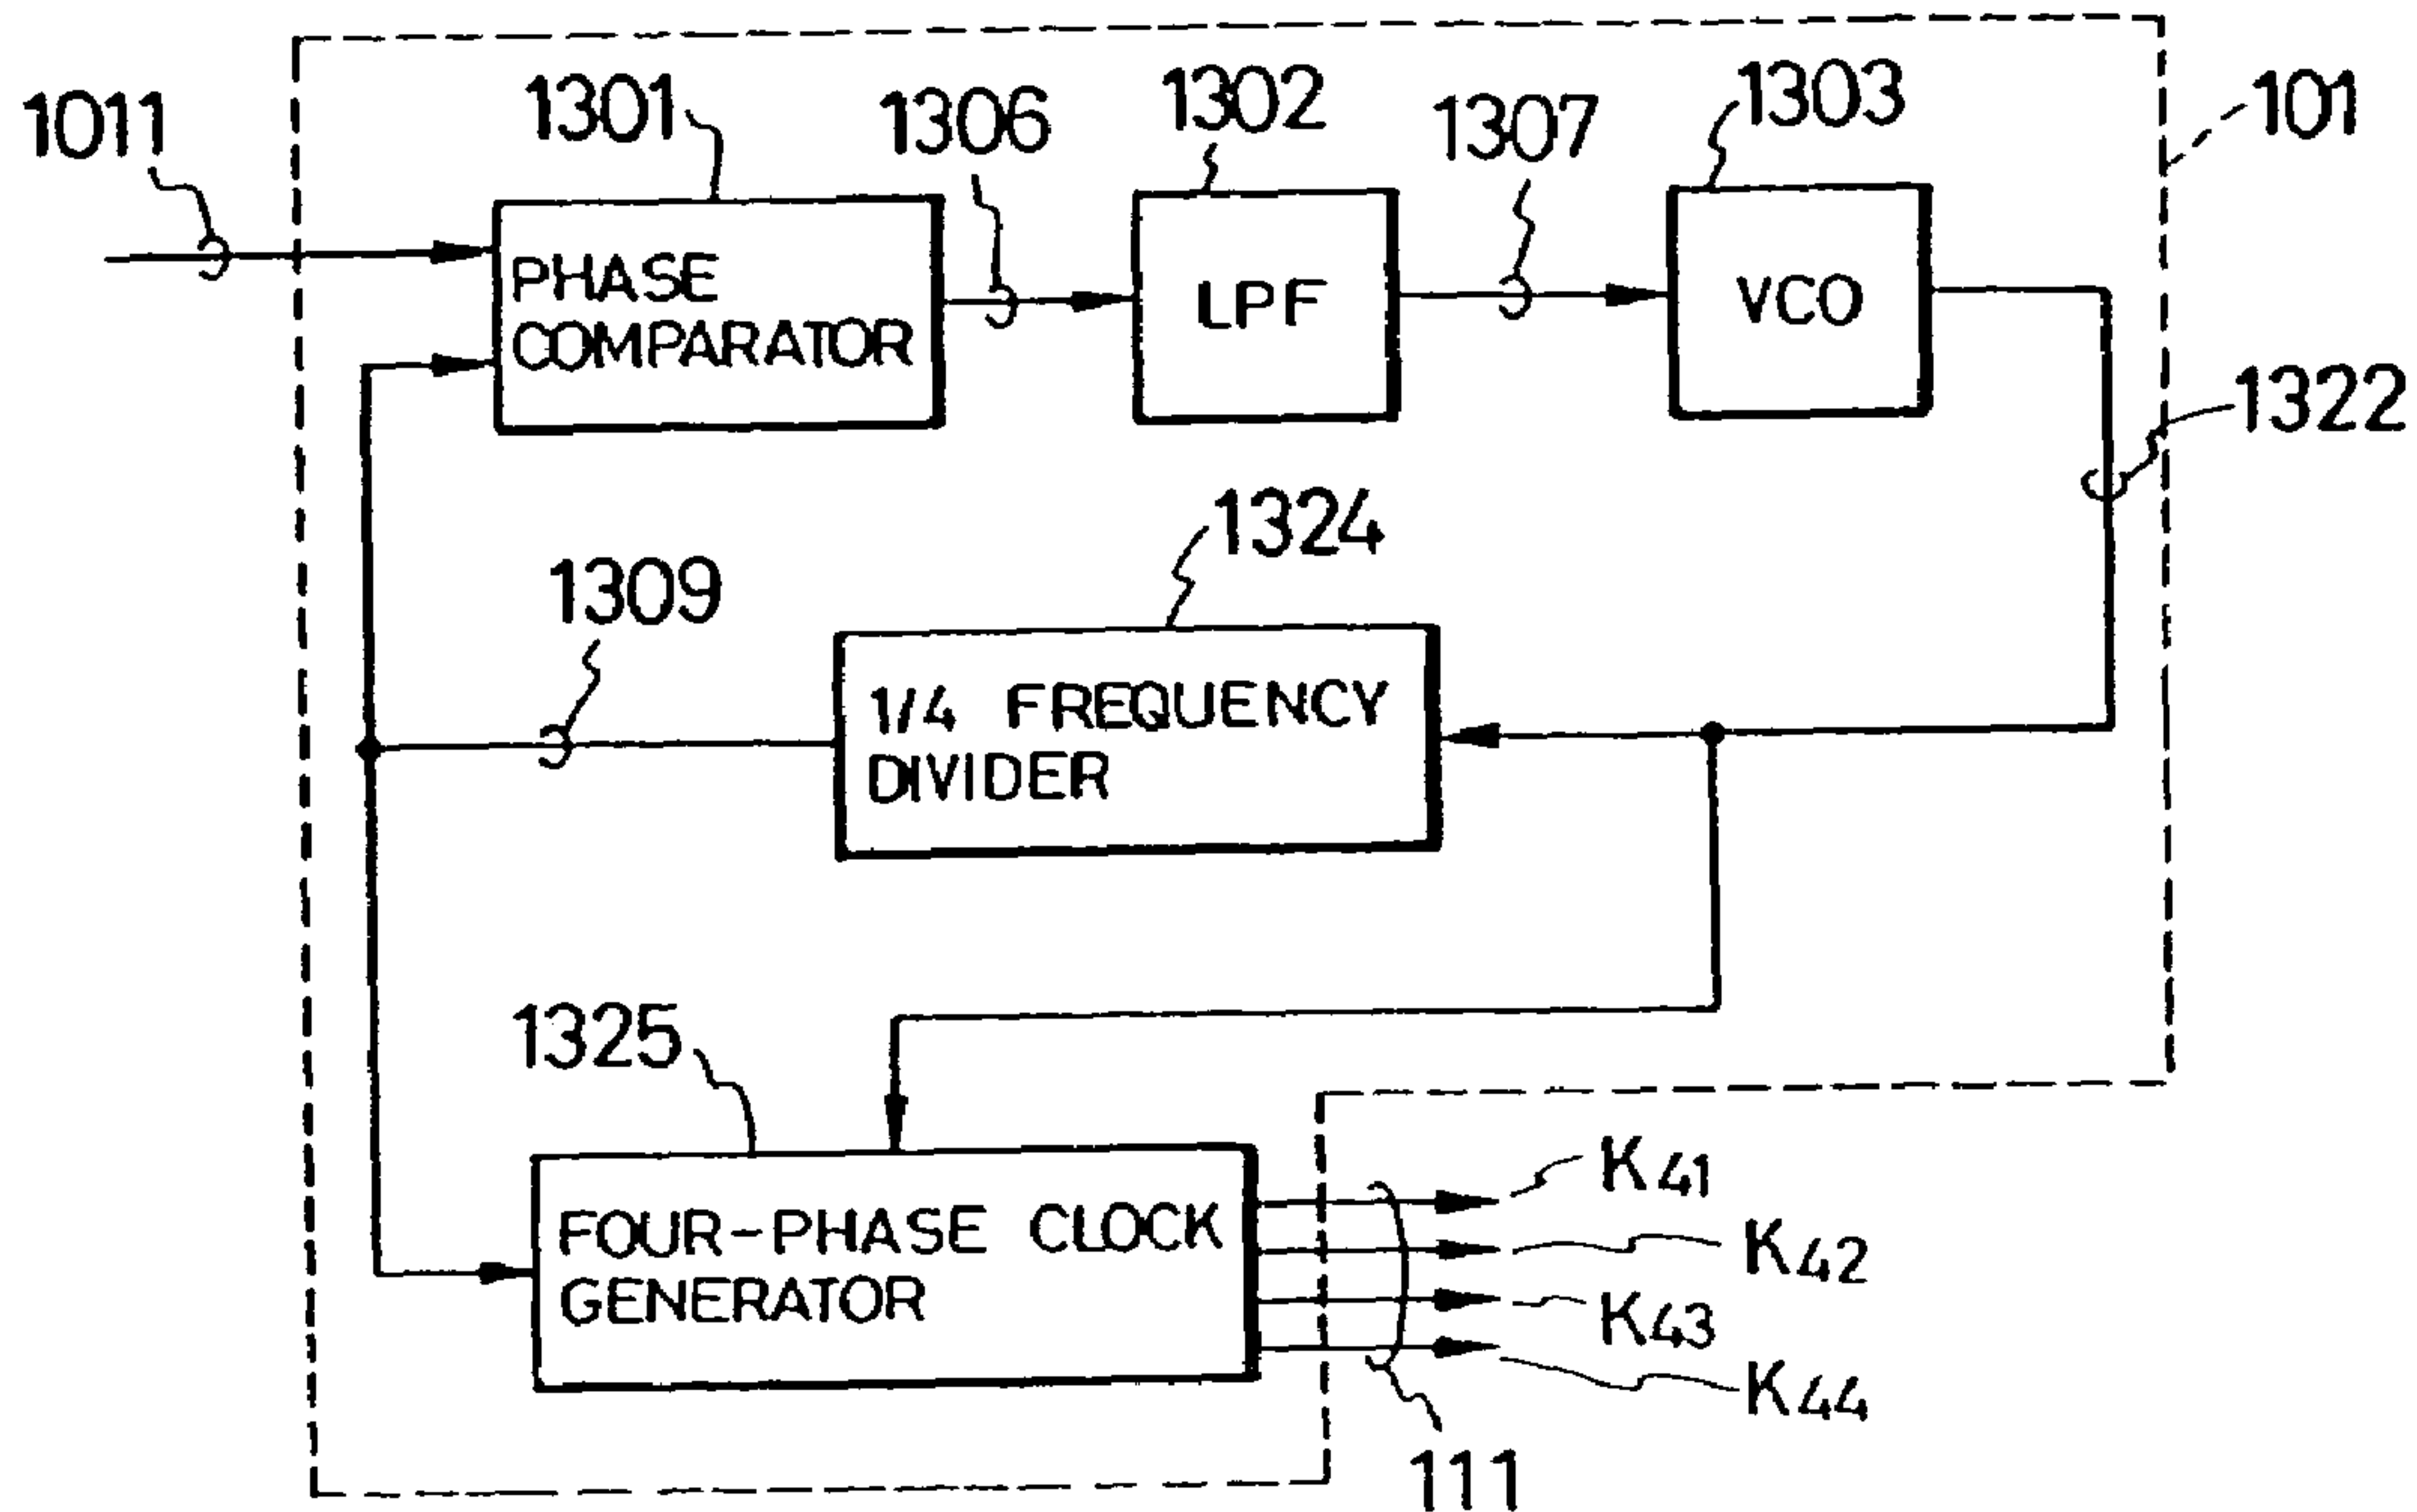 1011
1301
1306
1302
1307
1303
101
PHASE
COMPARATOR
LPF
VCO
1322
1309
1324
1/4 FREQUENCY
DIVIDER
1325
FOUR-PHASE CLOCK
GENERATOR
K41
K42
K43
K44
111